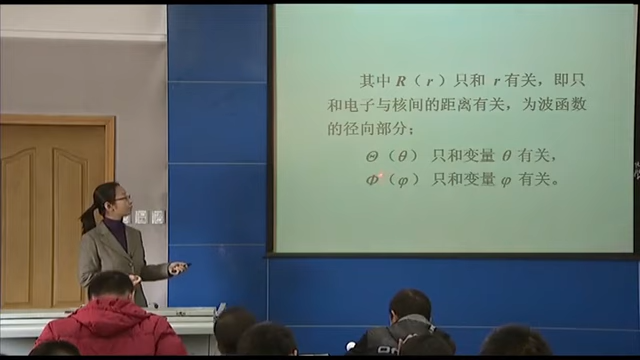 其中 R（r）只和 r 有关，即只
和电子与核间的距离有关，为波函数
的径向部分；
Θ（θ）只和变量 θ 有关，
Φ（φ）只和变量 φ 有关。